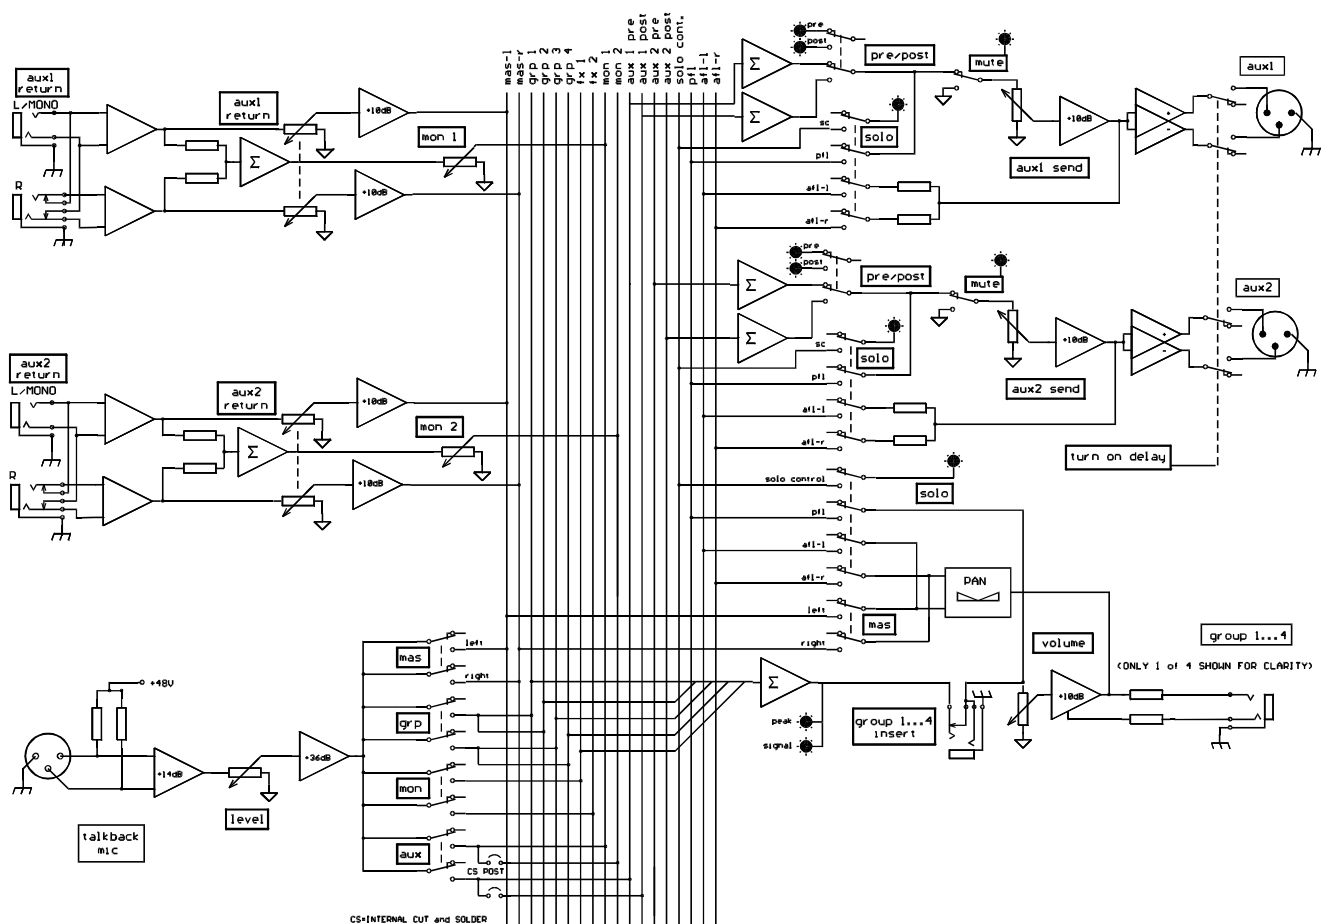 mas-l
mas-r
grp 1
grp 2
grp 3
grp 4
fx 1
fx 2
mon 1
mon 2
aux 1 pre
aux 1 post
aux 2 pre
aux 2 post
solo cont.
pfl
afl-l
afl-r
aux1
return
L/MONO
R
aux1
return
+10dB
mon 1
Σ
+10dB
aux2
return
L/MONO
R
aux2
return
+10dB
mon 2
Σ
+10dB
Σ
Σ
pre
post
pre/post
mute
solo
sc
pfl
afl-l
afl-r
+10dB
aux1 send
+
-
aux1
Σ
Σ
pre
post
pre/post
mute
solo
sc
pfl
afl-l
afl-r
+10dB
aux2 send
+
-
aux2
turn on delay
solo control
solo
pfl
afl-l
afl-r
left
mas
right
PAN
volume
group 1...4
(ONLY 1 of 4 SHOWN FOR CLARITY)
Σ
peak
signal
group 1...4
insert
+10dB
+48V
+14dB
level
+36dB
talkback
mic
mas
left
right
grp
mon
aux
CS POST
CS=INTERNAL CUT and SOLDER